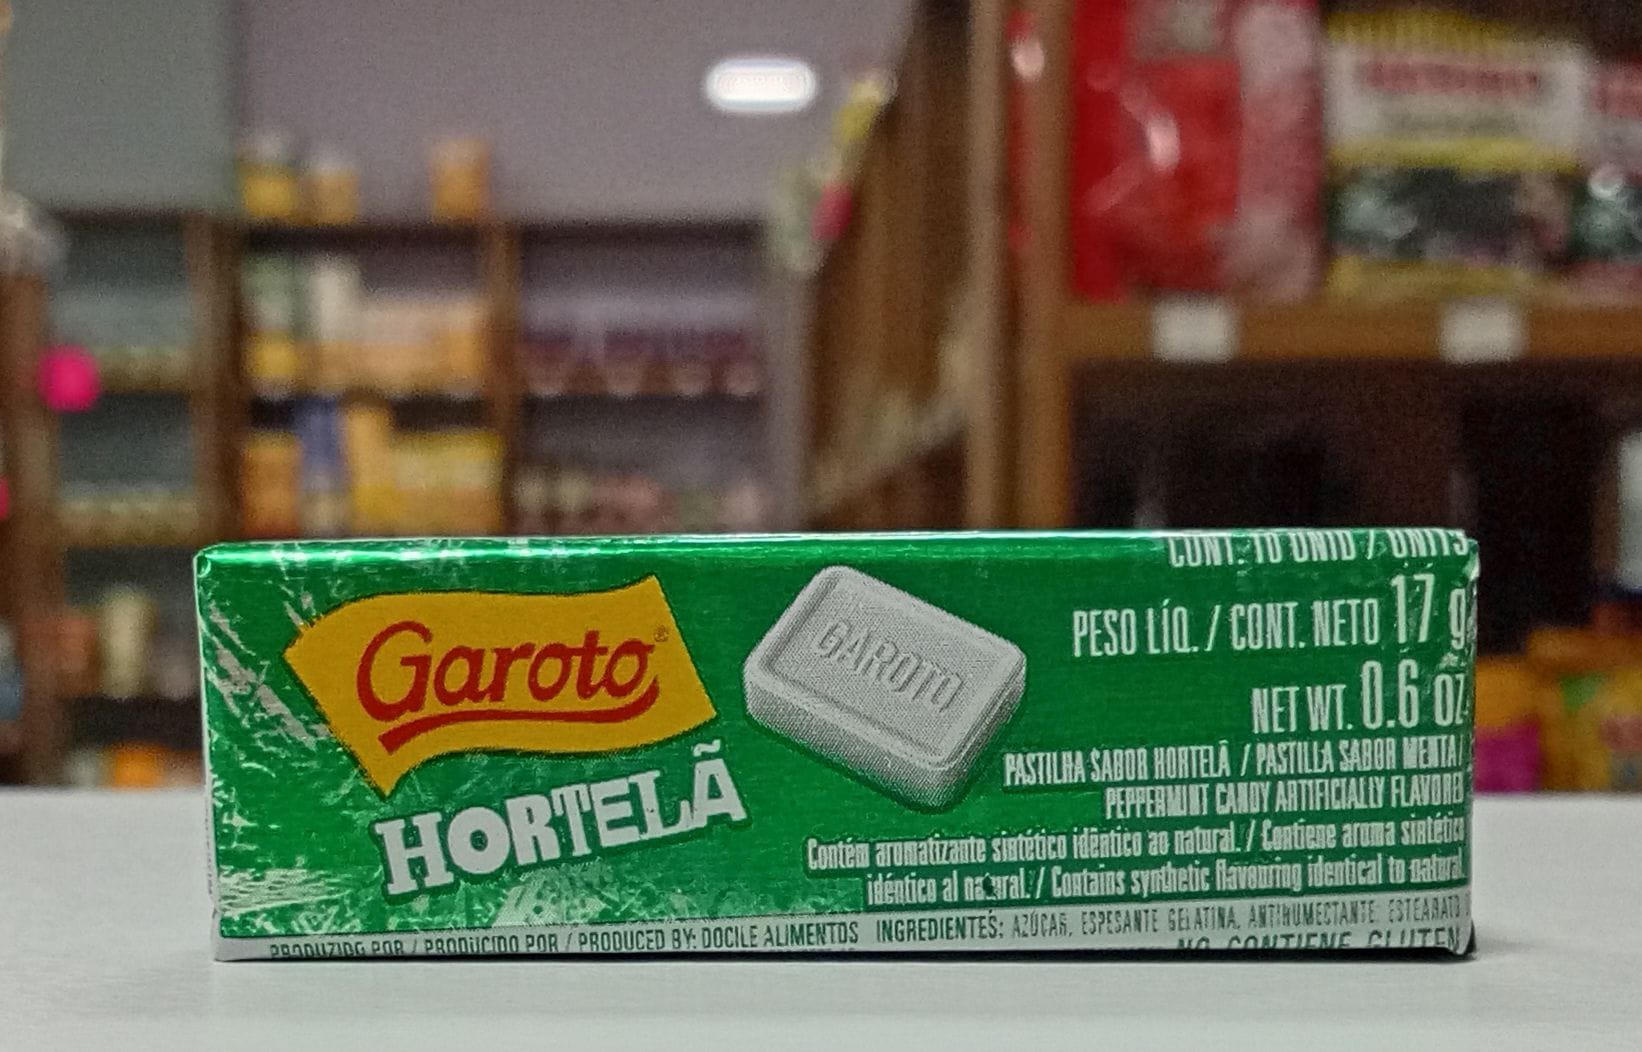 CONT. 10 UNID / UNITS
PESO LÍQ. / CONT. NETO 17 g
NET WT. 0.6 oz
Garoto®
GAROTO
HORTELÃ
PASTILHA SABOR HORTELÃ / PASTILLA SABOR MENTA/
PEPPERMINT CANDY ARTIFICIALLY FLAVORED
Contém aromatizante sintético idêntico ao natural. / Contiene aroma sintético
idéntico al natural. / Contains synthetic flavouring identical to natural.
PRODUZIDO POR / PRODUCIDO POR / PRODUCED BY: DOCILE ALIMENTOS
INGREDIENTES: AZÚCAR, ESPESANTE GELATINA, ANTIHUMECTANTE: ESTEARATO
NO CONTIENE GLUTEN